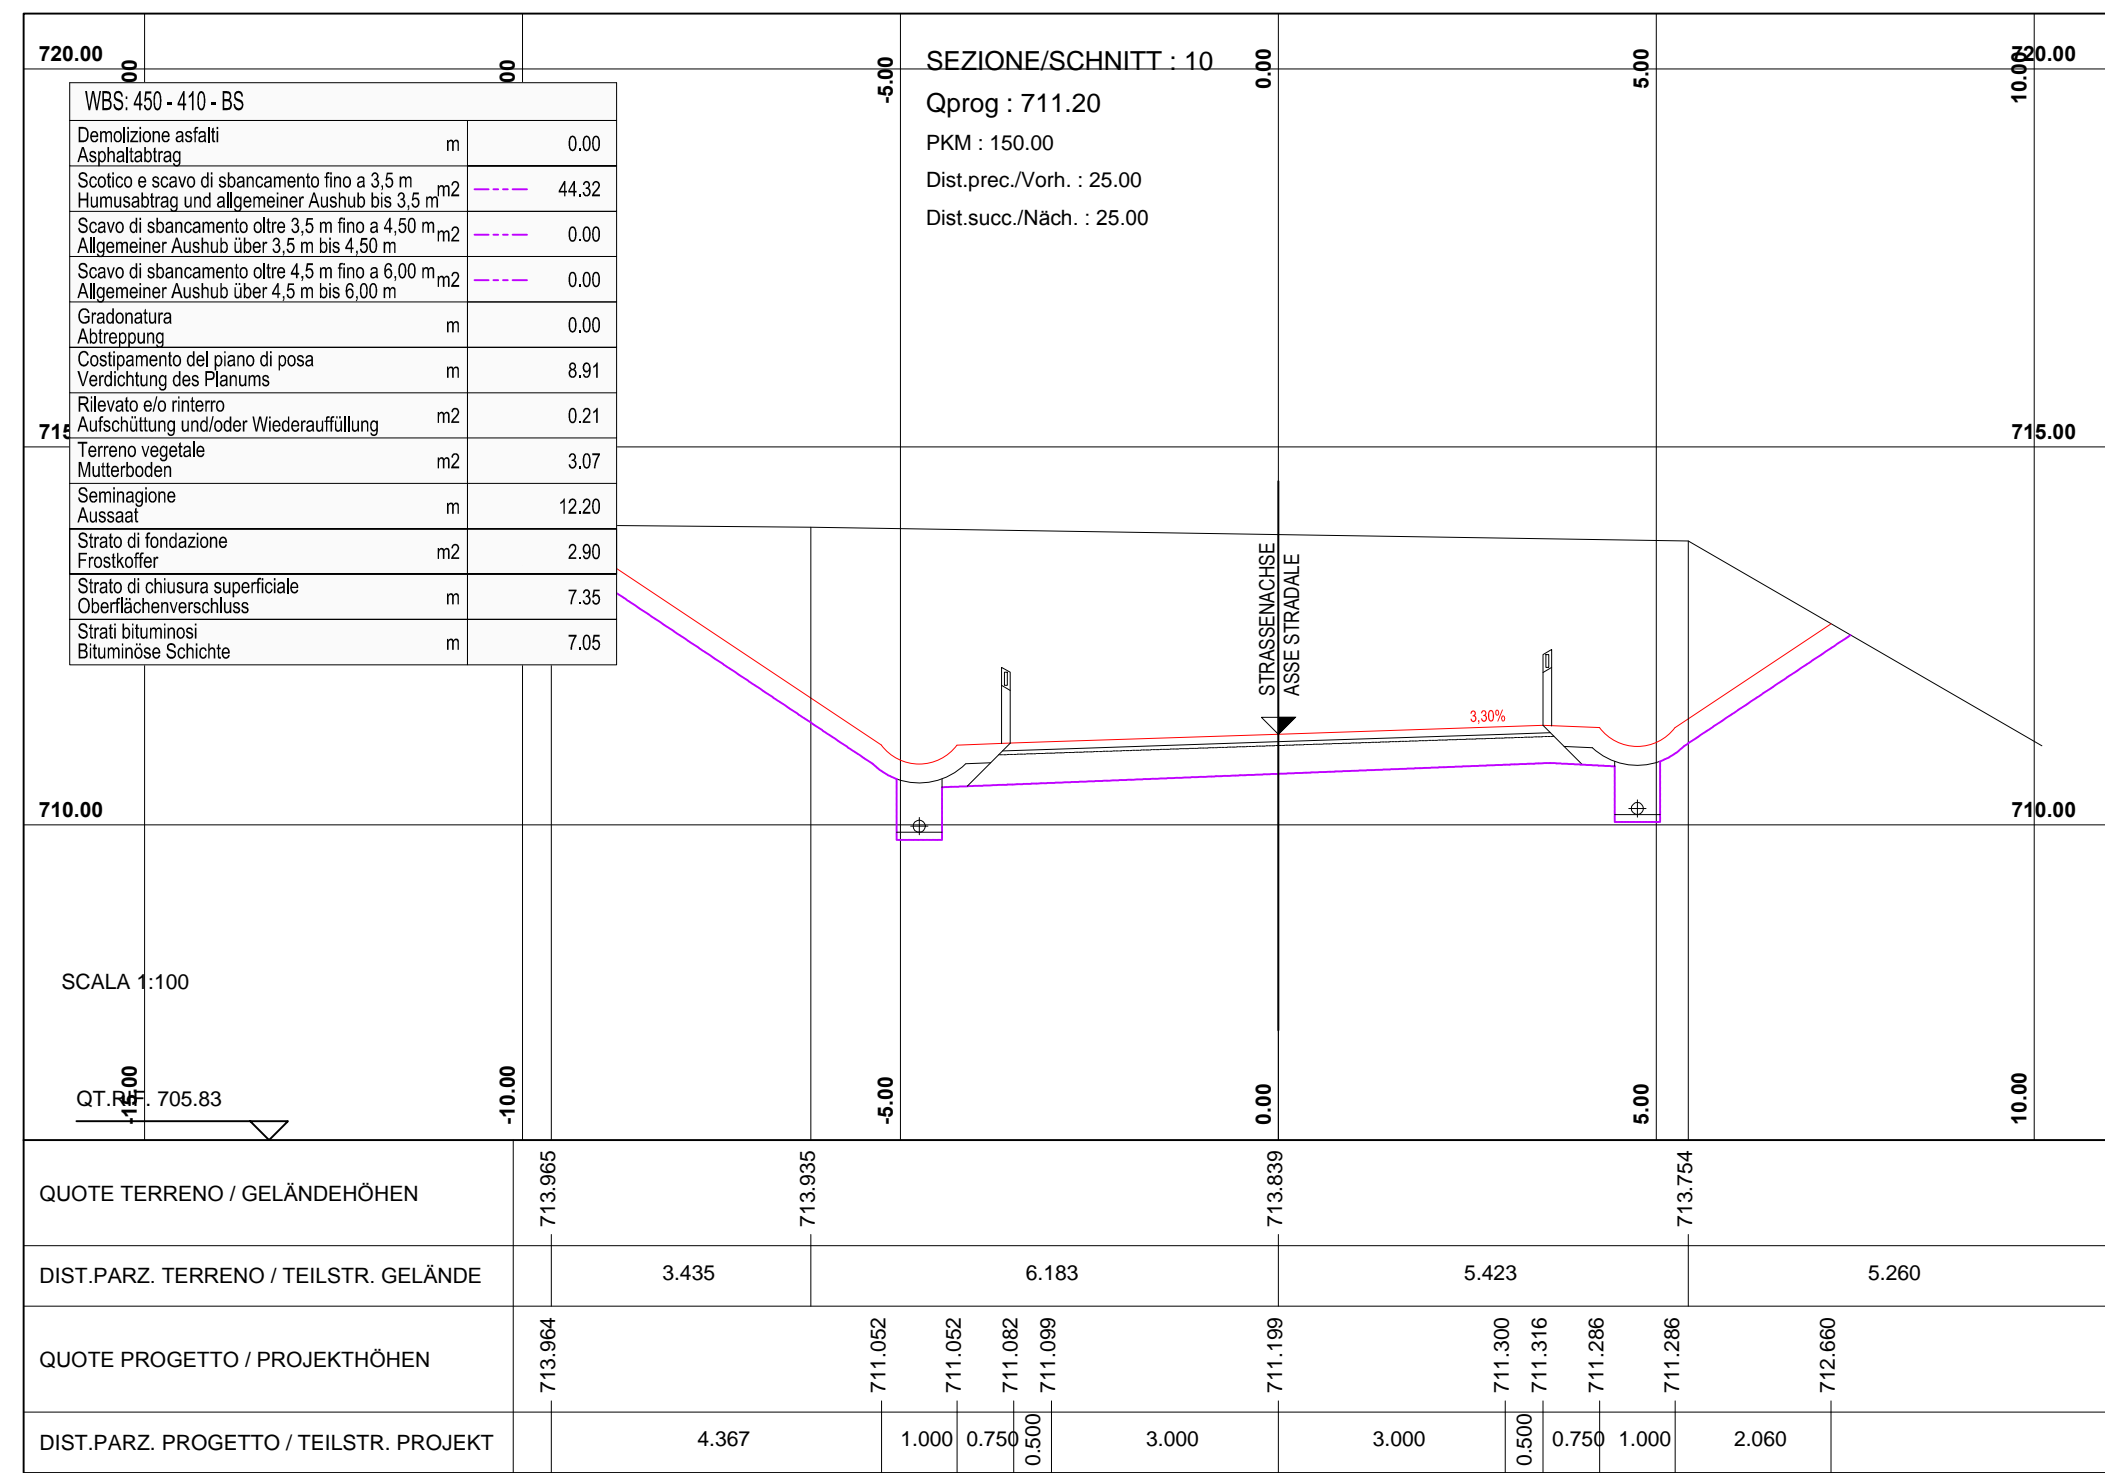 720.00
00
00
-5.00
SEZIONE/SCHNITT : 10
0.00
5.00
10.00
720.00
Qprog : 711.20
PKM : 150.00
Dist.prec./Vorh. : 25.00
Dist.succ./Näch. : 25.00
WBS: 450 - 410 - BS
Demolizione asfalti
Asphaltabtrag
m 0.00
Scotico e scavo di sbancamento fino a 3,5 m
Humusabtrag und allgemeiner Aushub bis 3,5 m
m2 44.32
Scavo di sbancamento oltre 3,5 m fino a 4,50 m
Allgemeiner Aushub über 3,5 m bis 4,50 m
m2 0.00
Scavo di sbancamento oltre 4,5 m fino a 6,00 m
Allgemeiner Aushub über 4,5 m bis 6,00 m
m2 0.00
Gradonatura
Abtreppung
m 0.00
Costipamento del piano di posa
Verdichtung des Planums
m 8.91
Rilevato e/o rinterro
Aufschüttung und/oder Wiederauffüllung
m2 0.21
715
715.00
Terreno vegetale
Mutterboden
m2 3.07
Seminagione
Aussaat
m 12.20
Strato di fondazione
Frostkoffer
m2 2.90
Strato di chiusura superficiale
Oberflächenverschluss
m 7.35
Strati bituminosi
Bituminöse Schichte
m 7.05
STRASSENACHSE
ASSE STRADALE
3,30%
710.00
710.00
SCALA 1:100
QT.RIF. 705.83
-15.00
-10.00
-5.00
0.00
5.00
10.00
QUOTE TERRENO / GELÄNDEHÖHEN
713.965
713.935
713.839
713.754
DIST.PARZ. TERRENO / TEILSTR. GELÄNDE
3.435
6.183
5.423
5.260
QUOTE PROGETTO / PROJEKTHÖHEN
713.964
711.052
711.052
711.082
711.099
711.199
711.300
711.316
711.286
711.286
712.660
DIST.PARZ. PROGETTO / TEILSTR. PROJEKT
4.367
1.000
0.750
0.500
3.000
3.000
0.500
0.750
1.000
2.060